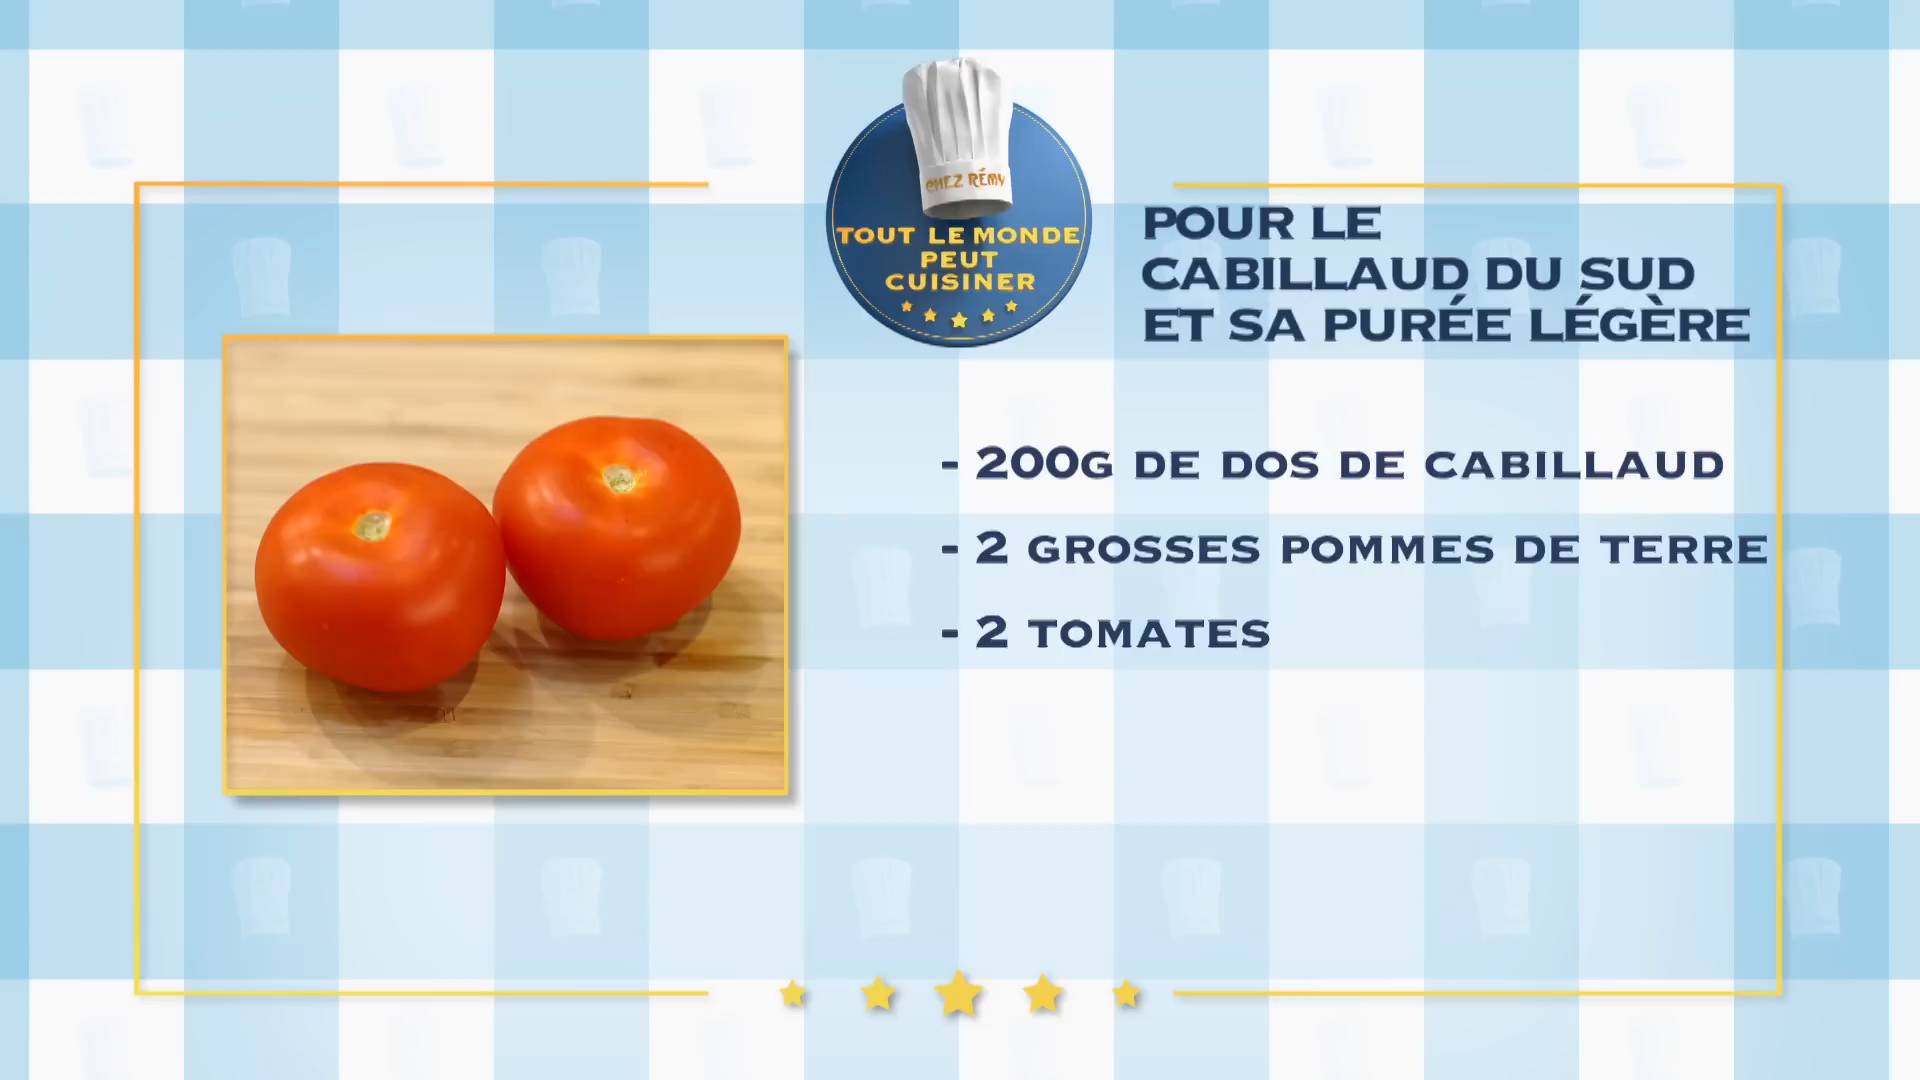 CHEZ RÉMY
TOUT LE MONDE
PEUT
CUISINER
POUR LE
CABILLAUD DU SUD
ET SA PURÉE LÉGÈRE
- 200G DE DOS DE CABILLAUD
- 2 GROSSES POMMES DE TERRE
- 2 TOMATES